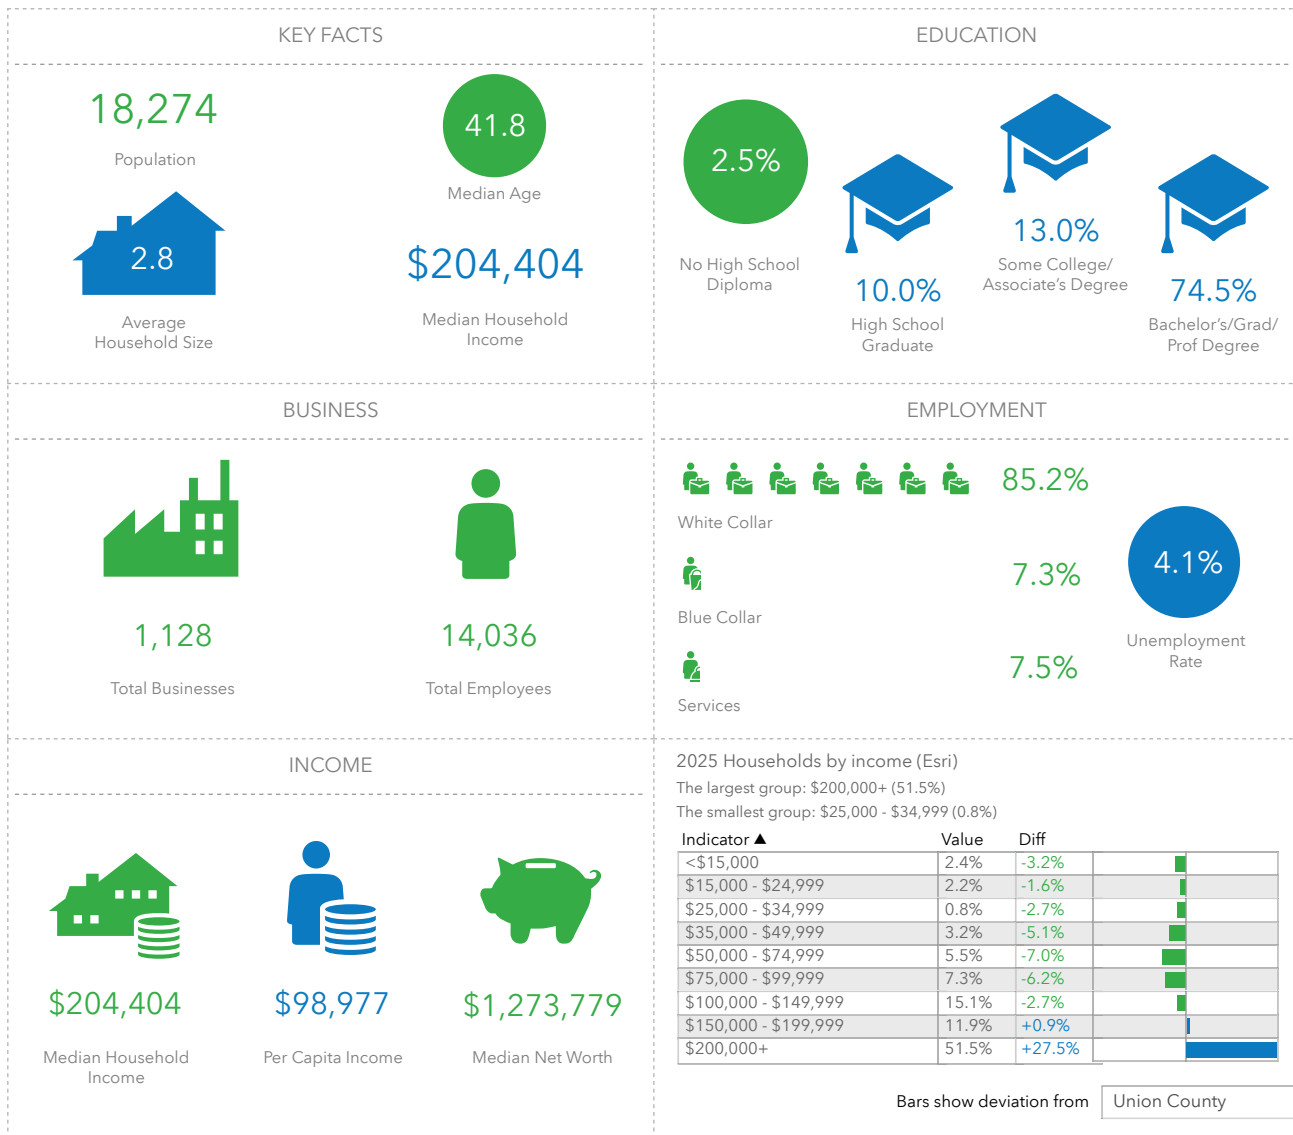 KEY FACTS
18,274
Population
41.8
Median Age
2.8
Average
Household Size
$204,404
Median Household
Income
EDUCATION
2.5%
No High School
Diploma
10.0%
High School
Graduate
13.0%
Some College/
Associate's Degree
74.5%
Bachelor's/Grad/
Prof Degree
BUSINESS
1,128
Total Businesses
14,036
Total Employees
EMPLOYMENT
85.2%
White Collar
7.3%
Blue Collar
7.5%
Services
4.1%
Unemployment
Rate
INCOME
$204,404
Median Household
Income
$98,977
Per Capita Income
$1,273,779
Median Net Worth
2025 Households by income (Esri)
The largest group: $200,000+ (51.5%)
The smallest group: $25,000 - $34,999 (0.8%)
Indicator ▲ Value Diff
<$15,000 2.4% -3.2%
$15,000 - $24,999 2.2% -1.6%
$25,000 - $34,999 0.8% -2.7%
$35,000 - $49,999 3.2% -5.1%
$50,000 - $74,999 5.5% -7.0%
$75,000 - $99,999 7.3% -6.2%
$100,000 - $149,999 15.1% -2.7%
$150,000 - $199,999 11.9% +0.9%
$200,000+ 51.5% +27.5%
Bars show deviation from Union County